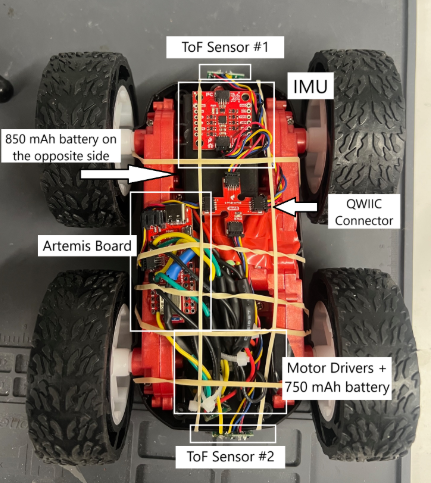 ToF Sensor #1
IMU
850 mAh battery on
the opposite side
QWIIC
Connector
Artemis Board
Motor Drivers +
750 mAh battery
ToF Sensor #2